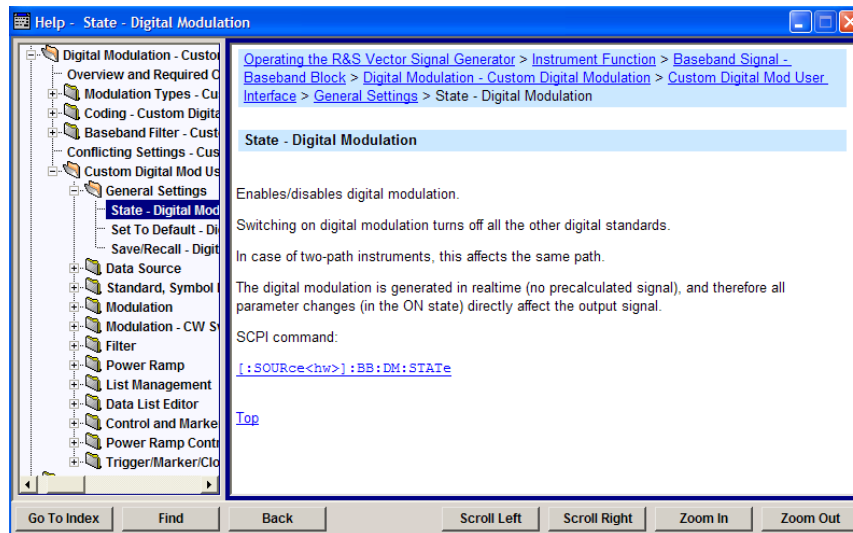 Help - State - Digital Modulation
Digital Modulation - Custo
Overview and Required C
Modulation Types - Cu
Coding - Custom Digita
Baseband Filter - Cust
Conflicting Settings - Cus
Custom Digital Mod Us
General Settings
State - Digital Mod
Set To Default - Di
Save/Recall - Digit
Data Source
Standard, Symbol
Modulation
Modulation - CW Sw
Filter
Power Ramp
List Management
Data List Editor
Control and Marke
Power Ramp Contr
Trigger/Marker/Clo
Operating the R&S Vector Signal Generator > Instrument Function > Baseband Signal -
Baseband Block > Digital Modulation - Custom Digital Modulation > Custom Digital Mod User
Interface > General Settings > State - Digital Modulation
State - Digital Modulation
Enables/disables digital modulation.
Switching on digital modulation turns off all the other digital standards.
In case of two-path instruments, this affects the same path.
The digital modulation is generated in realtime (no precalculated signal), and therefore all
parameter changes (in the ON state) directly affect the output signal.
SCPI command:
[:SOURce<hw>]:BB:DM:STATe
Top
Go To Index Find Back Scroll Left Scroll Right Zoom In Zoom Out